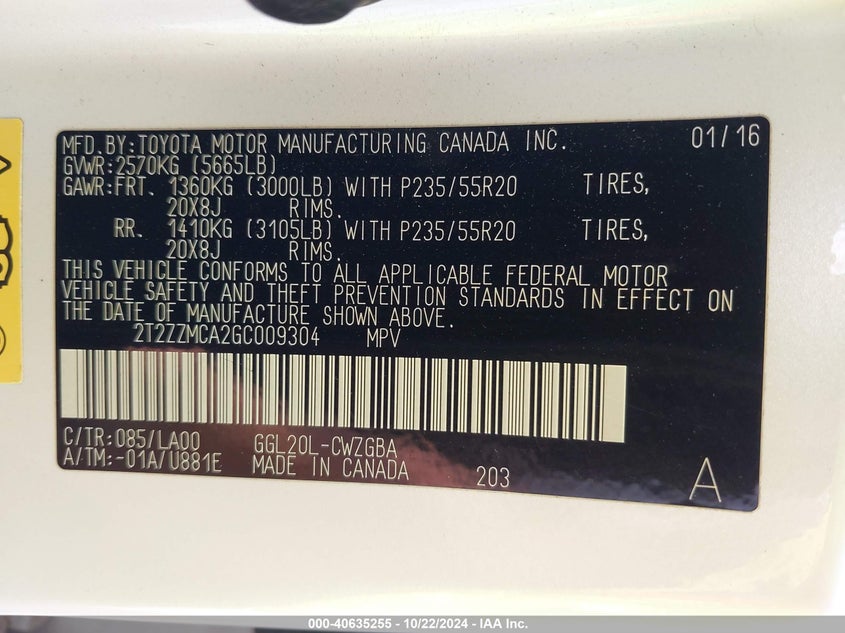 MFD.BY:TOYOTA MOTOR MANUFACTURING CANADA INC. 01/16
GVWR:2570KG (5665LB)
GAWR:FRT. 1360KG (3000LB) WITH P235/55R20 TIRES,
20X8J RIMS.
RR. 1410KG (3105LB) WITH P235/55R20 TIRES,
20X8J RIMS.
THIS VEHICLE CONFORMS TO ALL APPLICABLE FEDERAL MOTOR
VEHICLE SAFETY AND THEFT PREVENTION STANDARDS IN EFFECT ON
THE DATE OF MANUFACTURE SHOWN ABOVE.
2T2ZZMCA2GC009304 MPV
C/TR:085/LA00 GGL20L-CWZGBA
A/TM:-01A/U881E MADE IN CANADA 203 A
000-40635255 - 10/22/2024 - IAA Inc.